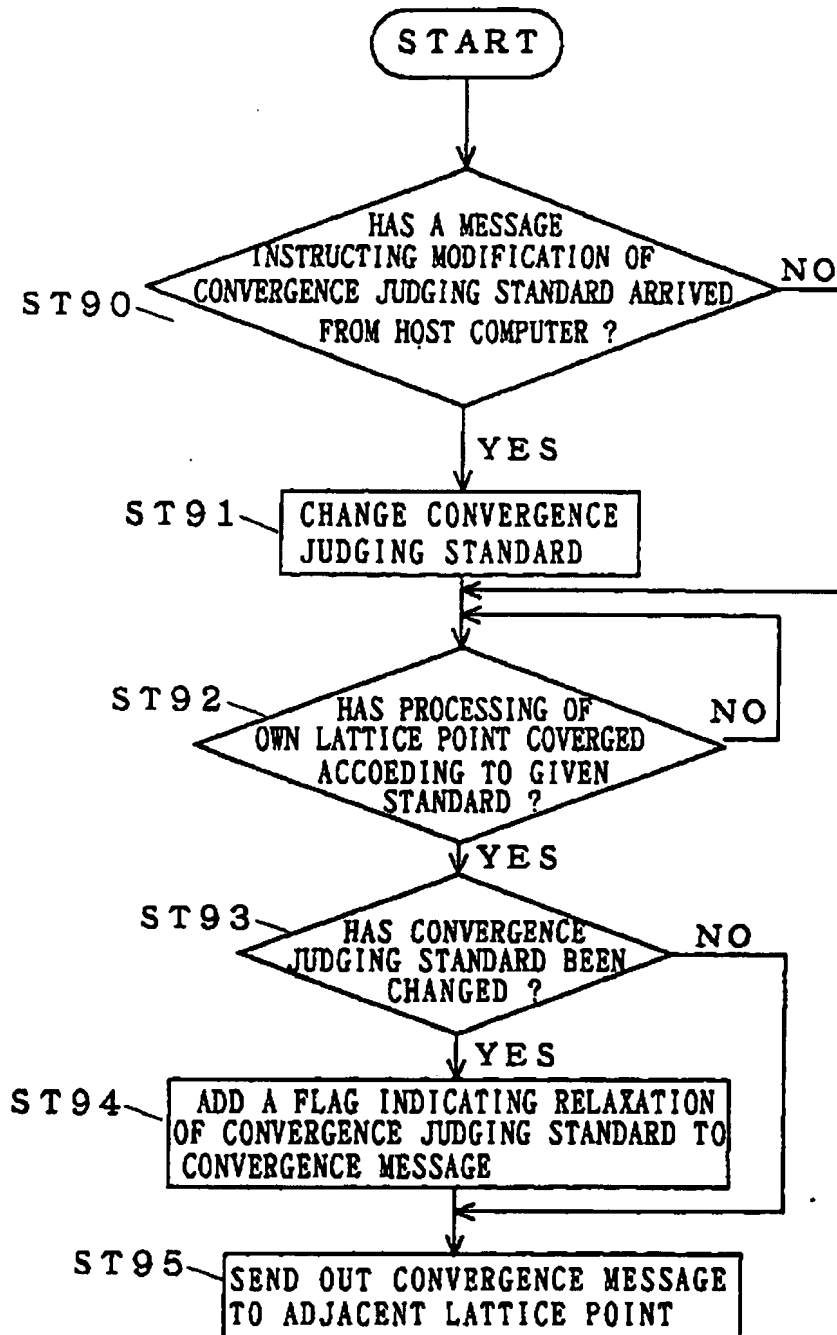 START
HAS A MESSAGE
INSTRUCTING MODIFICATION OF
CONVERGENCE JUDGING STANDARD ARRIVED
FROM HOST COMPUTER ?
NO
ST90
YES
ST91
CHANGE CONVERGENCE
JUDGING STANDARD
ST92
HAS PROCESSING OF
OWN LATTICE POINT COVERGED
ACCOEDING TO GIVEN
STANDARD ?
NO
YES
ST93
HAS CONVERGENCE
JUDGING STANDARD BEEN
CHANGED ?
NO
YES
ST94
ADD A FLAG INDICATING RELAXATION
OF CONVERGENCE JUDGING STANDARD TO
CONVERGENCE MESSAGE
ST95
SEND OUT CONVERGENCE MESSAGE
TO ADJACENT LATTICE POINT